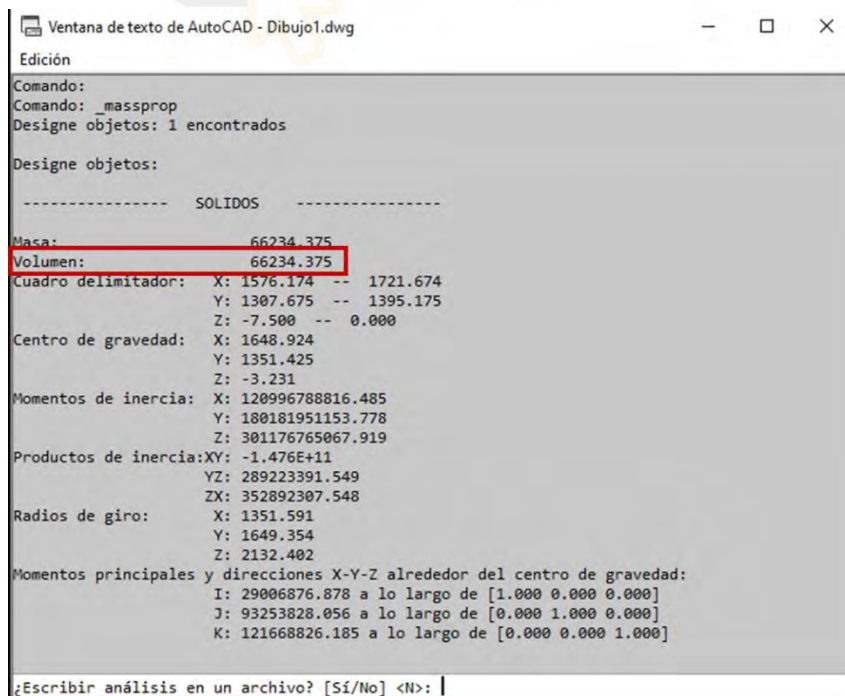 Ventana de texto de AutoCAD - Dibujo1.dwg
Edición
Comando:
Comando: _massprop
Designe objetos: 1 encontrados
Designe objetos:
---------------- SOLIDOS ----------------
Masa: 66234.375
Volumen: 66234.375
Cuadro delimitador: X: 1576.174 -- 1721.674
Y: 1307.675 -- 1395.175
Z: -7.500 -- 0.000
Centro de gravedad: X: 1648.924
Y: 1351.425
Z: -3.231
Momentos de inercia: X: 120996788816.485
Y: 180181951153.778
Z: 301176765067.919
Productos de inercia:XY: -1.476E+11
YZ: 289223391.549
ZX: 352892307.548
Radios de giro: X: 1351.591
Y: 1649.354
Z: 2132.402
Momentos principales y direcciones X-Y-Z alrededor del centro de gravedad:
I: 29006876.878 a lo largo de [1.000 0.000 0.000]
J: 93253828.056 a lo largo de [0.000 1.000 0.000]
K: 121668826.185 a lo largo de [0.000 0.000 1.000]
¿Escribir análisis en un archivo? [Sí/No] <N>: